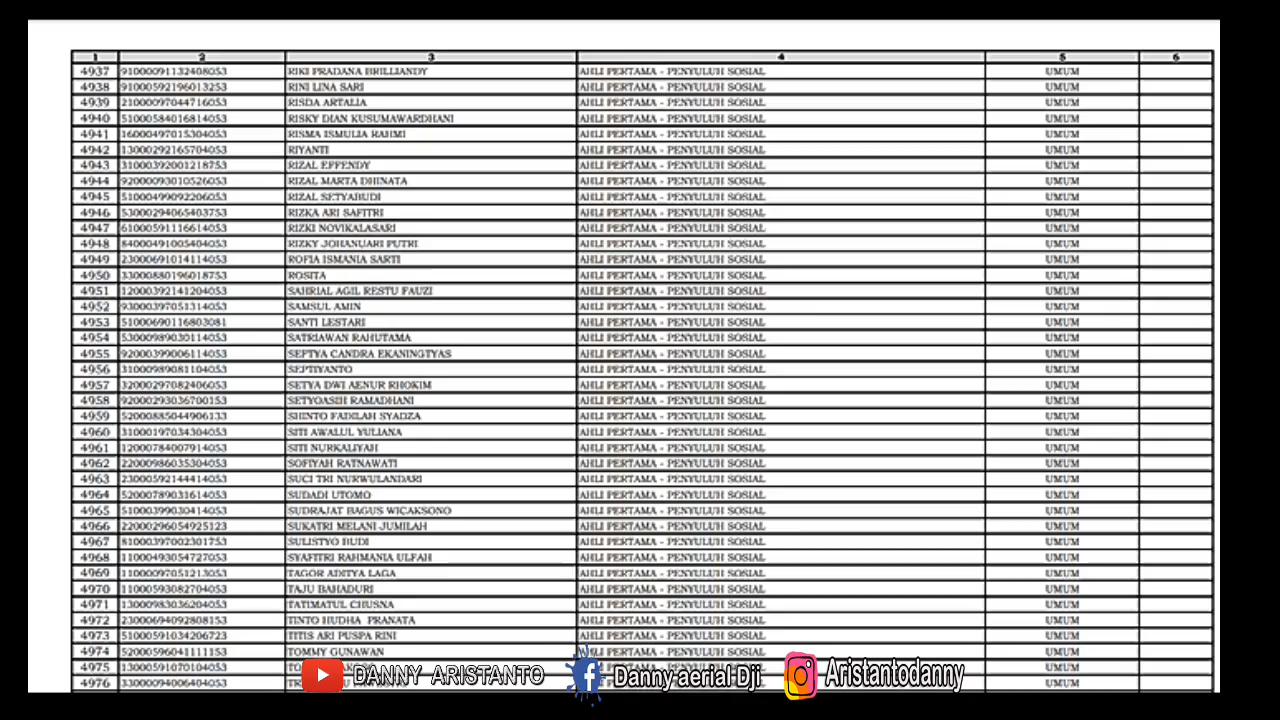 1 2 3 4 5 6
4937 91000091132408053 RIKI PRADANA BRILLIANDY AHLI PERTAMA - PENYULUH SOSIAL UMUM
4938 91000592196013253 RINI LINA SARI AHLI PERTAMA - PENYULUH SOSIAL UMUM
4939 21000097044716053 RISDA ARTALIA AHLI PERTAMA - PENYULUH SOSIAL UMUM
4940 51000584016814053 RISKY DIAN KUSUMAWARDHANI AHLI PERTAMA - PENYULUH SOSIAL UMUM
4941 16000497015304053 RISMA ISMULIA RAHMI AHLI PERTAMA - PENYULUH SOSIAL UMUM
4942 13000292165704053 RIYANTI AHLI PERTAMA - PENYULUH SOSIAL UMUM
4943 31000392001218753 RIZAL EFFENDY AHLI PERTAMA - PENYULUH SOSIAL UMUM
4944 92000093010526053 RIZAL MARTA DHINATA AHLI PERTAMA - PENYULUH SOSIAL UMUM
4945 51000499092206053 RIZAL SETYABUDI AHLI PERTAMA - PENYULUH SOSIAL UMUM
4946 53000294065403753 RIZKA ARI SAFITRI AHLI PERTAMA - PENYULUH SOSIAL UMUM
4947 61000591116614053 RIZKI NOVIKALASARI AHLI PERTAMA - PENYULUH SOSIAL UMUM
4948 84000491005404053 RIZKY JOHANUARI PUTRI AHLI PERTAMA - PENYULUH SOSIAL UMUM
4949 23000691014114053 ROFIA ISMANIA SARTI AHLI PERTAMA - PENYULUH SOSIAL UMUM
4950 33000880196018753 ROSITA AHLI PERTAMA - PENYULUH SOSIAL UMUM
4951 12000392141204053 SAHRIAL AGIL RESTU FAUZI AHLI PERTAMA - PENYULUH SOSIAL UMUM
4952 93000397051314053 SAMSUL AMIN AHLI PERTAMA - PENYULUH SOSIAL UMUM
4953 51000690116803081 SANTI LESTARI AHLI PERTAMA - PENYULUH SOSIAL UMUM
4954 53000989030114053 SATRIAWAN RAHUTAMA AHLI PERTAMA - PENYULUH SOSIAL UMUM
4955 92000399006114053 SEFTYA CANDRA EKANINGTYAS AHLI PERTAMA - PENYULUH SOSIAL UMUM
4956 31000989081104053 SEPTIYANTO AHLI PERTAMA - PENYULUH SOSIAL UMUM
4957 32000297082406053 SETYA DWI AENUR RHOKIM AHLI PERTAMA - PENYULUH SOSIAL UMUM
4958 92000293036700153 SETYOASIH RAMADHANI AHLI PERTAMA - PENYULUH SOSIAL UMUM
4959 52000885044906133 SHINTO FADILAH SYADZA AHLI PERTAMA - PENYULUH SOSIAL UMUM
4960 31000197034304053 SITI AWALUL YULIANA AHLI PERTAMA - PENYULUH SOSIAL UMUM
4961 12000784007914053 SITI NURKALIYAH AHLI PERTAMA - PENYULUH SOSIAL UMUM
4962 22000986035304053 SOFIYAH RATNAWATI AHLI PERTAMA - PENYULUH SOSIAL UMUM
4963 23000592144414053 SUCI TRI NURWULANDARI AHLI PERTAMA - PENYULUH SOSIAL UMUM
4964 52000789031614053 SUDADI UTOMO AHLI PERTAMA - PENYULUH SOSIAL UMUM
4965 51000399030414053 SUDRAJAT BAGUS WICAKSONO AHLI PERTAMA - PENYULUH SOSIAL UMUM
4966 22000296054925123 SUKATRI MELANI JUMILAH AHLI PERTAMA - PENYULUH SOSIAL UMUM
4967 81000397002301753 SULISTYO BUDI AHLI PERTAMA - PENYULUH SOSIAL UMUM
4968 11000493054727053 SYAFITRI RAHMANIA ULFAH AHLI PERTAMA - PENYULUH SOSIAL UMUM
4969 11000097051213053 TAGOR ADITYA LAGA AHLI PERTAMA - PENYULUH SOSIAL UMUM
4970 11000593082704053 TAJU BAHADURI AHLI PERTAMA - PENYULUH SOSIAL UMUM
4971 13000983036204053 TATIMATUL CHUSNA AHLI PERTAMA - PENYULUH SOSIAL UMUM
4972 23000694092808153 TINTO HUDHA PRANATA AHLI PERTAMA - PENYULUH SOSIAL UMUM
4973 51000591034206723 TITIS ARI PUSPA RINI AHLI PERTAMA - PENYULUH SOSIAL UMUM
4974 52000596041111153 TOMMY GUNAWAN AHLI PERTAMA - PENYULUH SOSIAL UMUM
4975 13000591070104053 AHLI PERTAMA - PENYULUH SOSIAL UMUM
4976 33000094006404053 UMUM
DANNY ARISTANTO Danny aerial Dji Aristantodanny